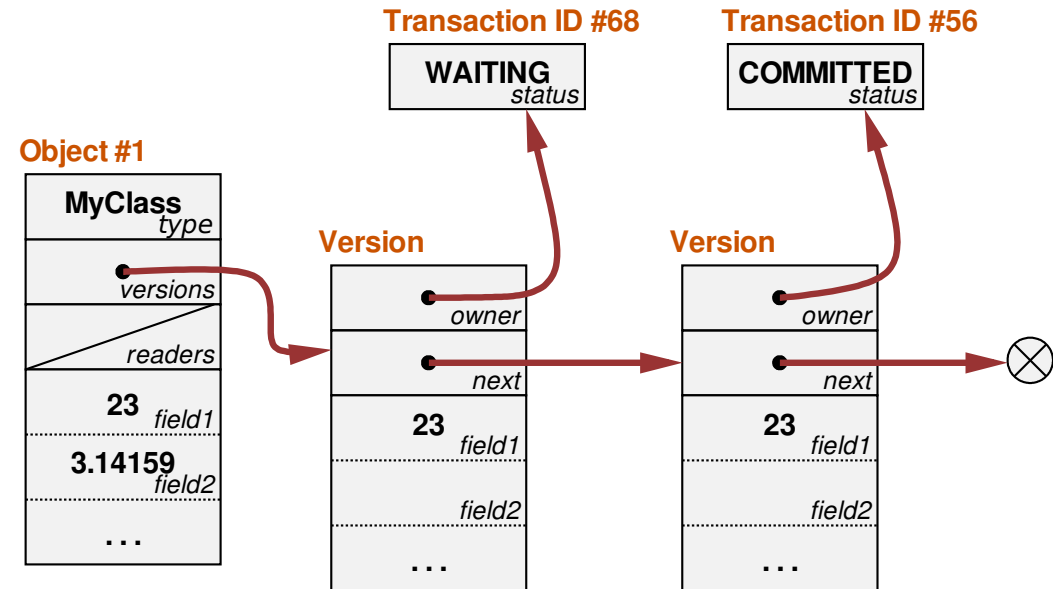 Transaction ID #68
WAITING
status
Transaction ID #56
COMMITTED
status
Object #1
MyClass
type
versions
readers
23
field1
3.14159
field2
...
Version
owner
next
23
field1
field2
...
Version
owner
next
23
field1
field2
...